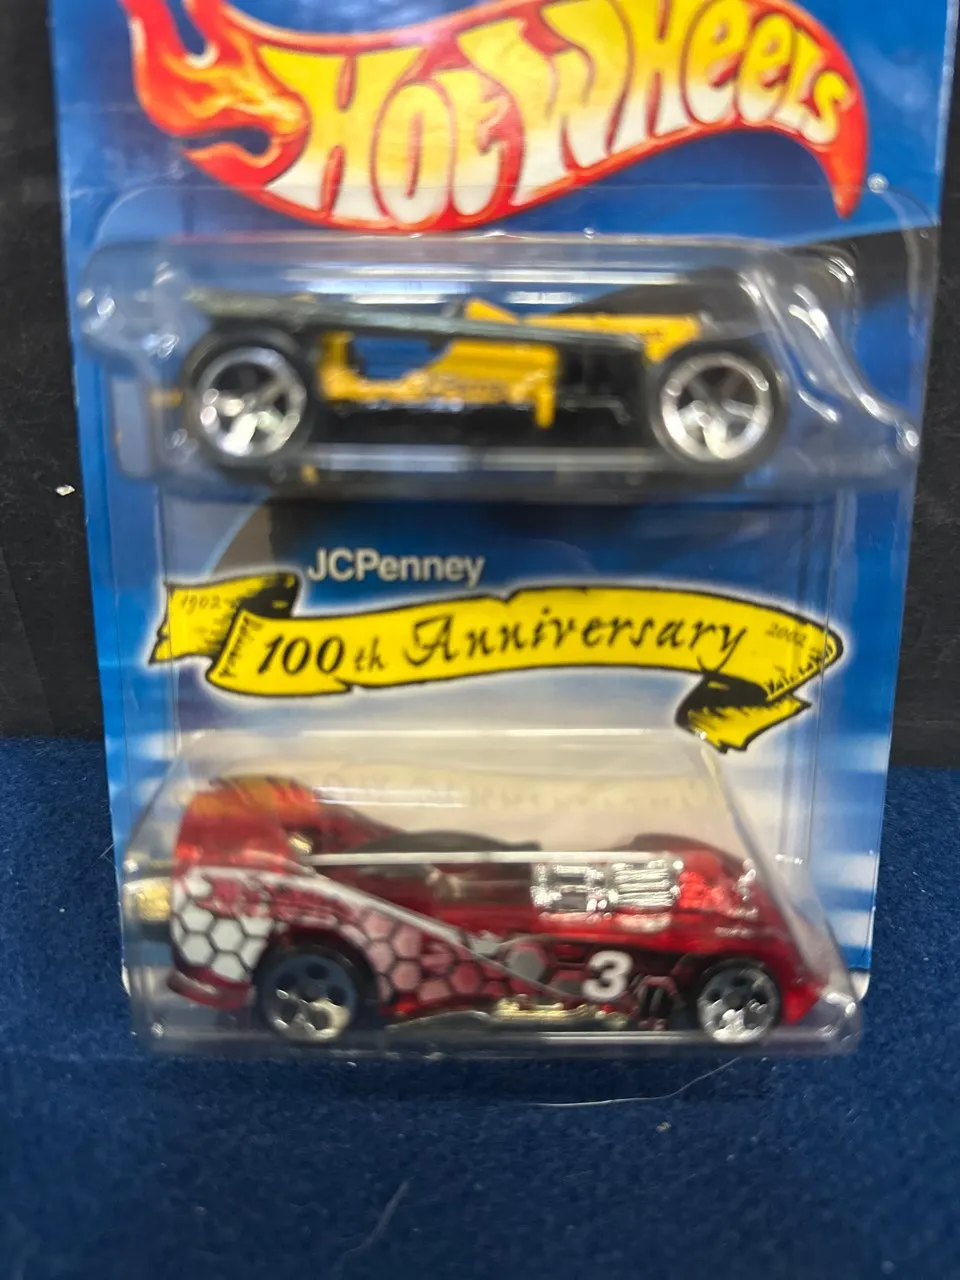 HOT WHEELS
JCPenney
1902
100th Anniversary
2002
3